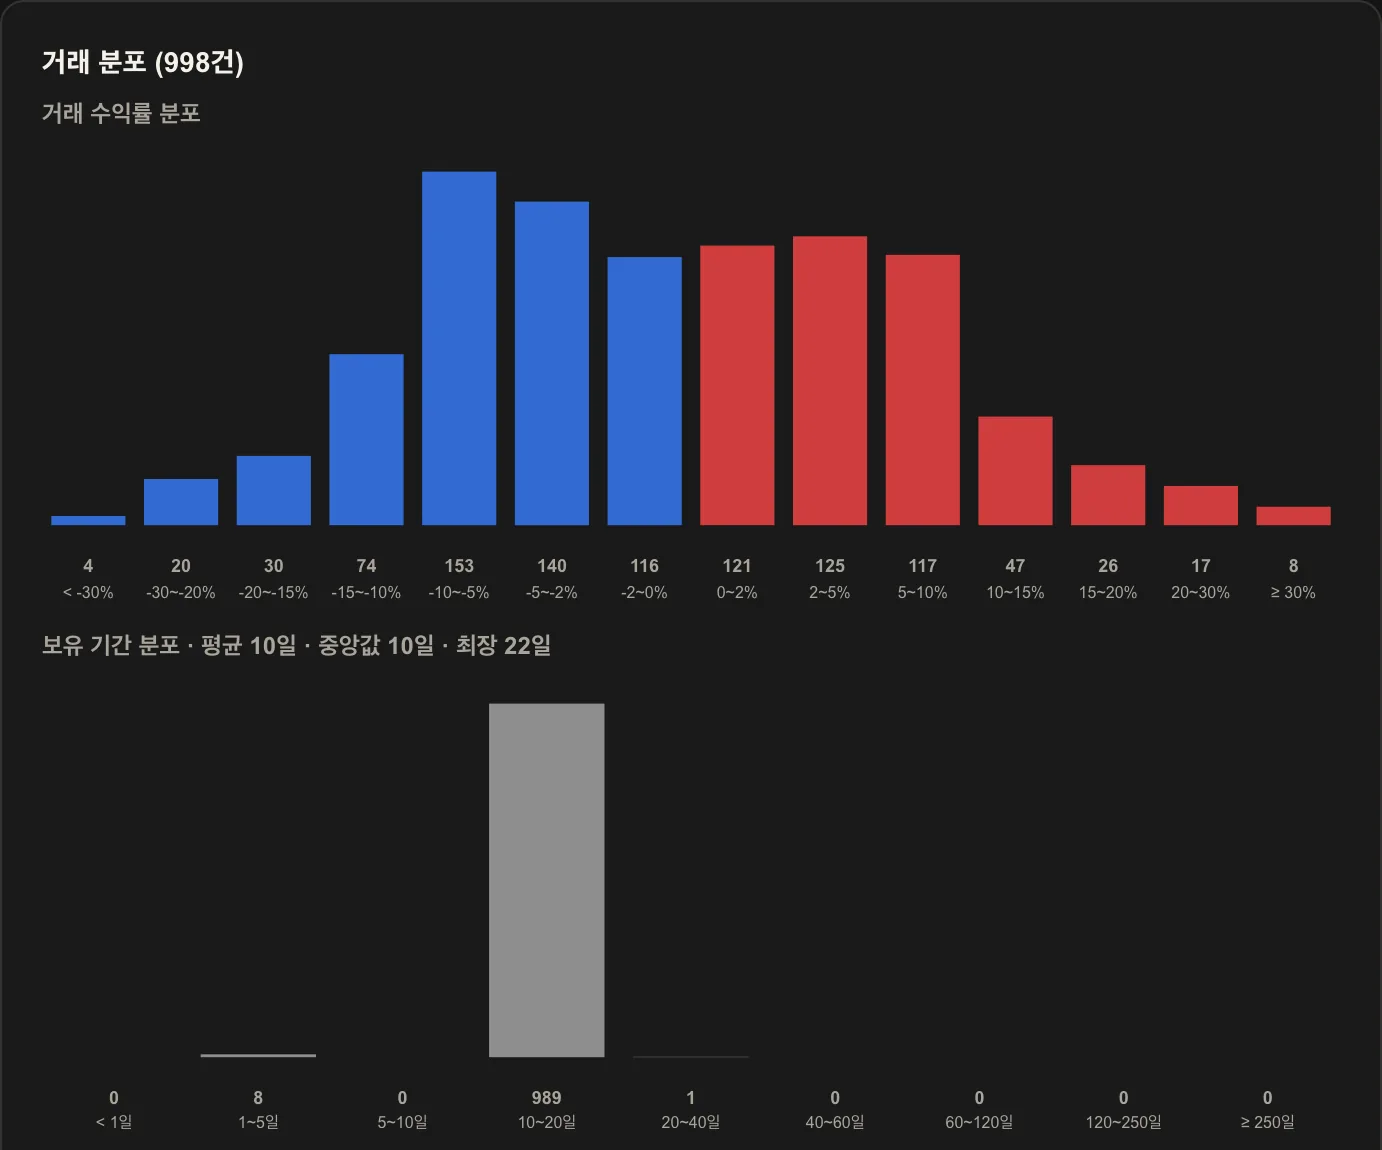 거래 분포 (998건)
거래 수익률 분포
4 20 30 74 153 140 116 121 125 117 47 26 17 8
< -30% -30~-20% -20~-15% -15~-10% -10~-5% -5~-2% -2~0% 0~2% 2~5% 5~10% 10~15% 15~20% 20~30% ≥ 30%
보유 기간 분포 · 평균 10일 · 중앙값 10일 · 최장 22일
0 8 0 989 1 0 0 0 0
< 1일 1~5일 5~10일 10~20일 20~40일 40~60일 60~120일 120~250일 ≥ 250일